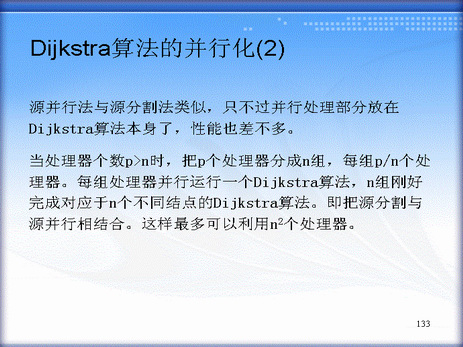 Dijkstra算法的并行化(2)
源并行法与源分割法类似，只不过并行处理部分放在
Dijkstra算法本身了，性能也差不多。
当处理器个数p>n时，把p个处理器分成n组，每组p/n个处
理器。每组处理器并行运行一个Dijkstra算法，n组刚好
完成对应于n个不同结点的Dijkstra算法。即把源分割与
源并行相结合。这样最多可以利用n²个处理器。
133